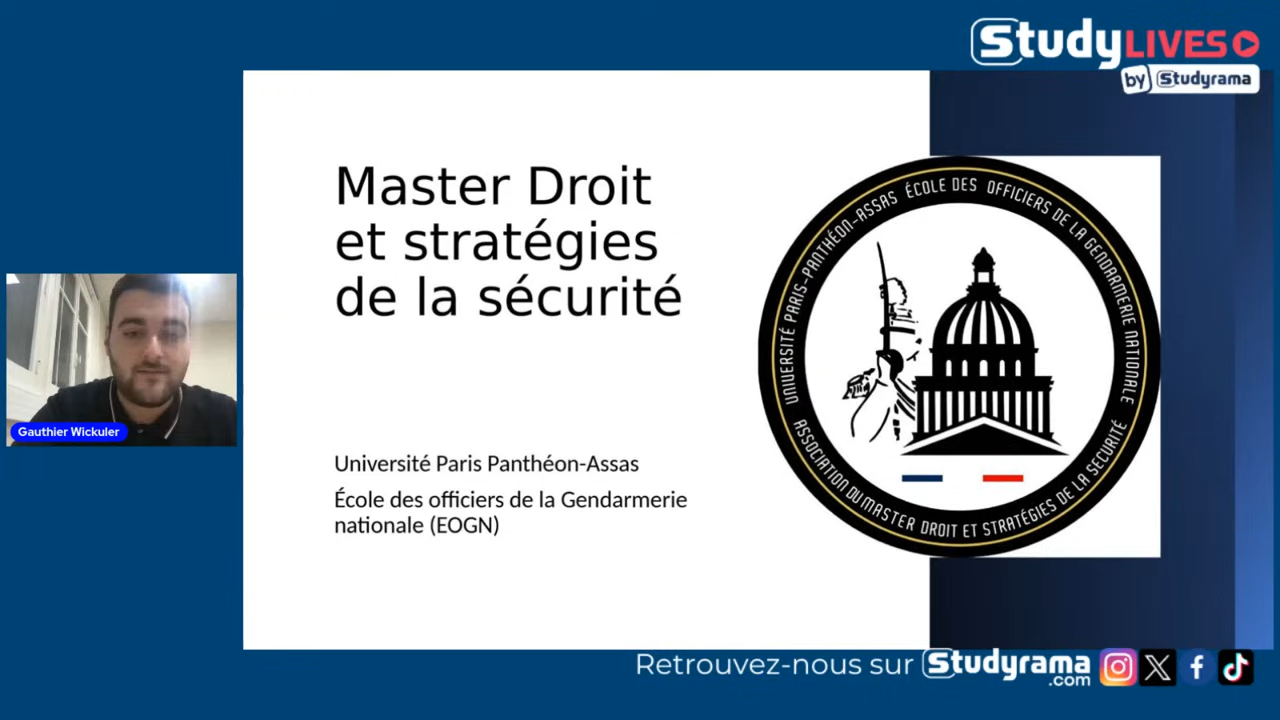 StudyLIVES
by Studyrama
Master Droit
et stratégies
de la sécurité
UNIVERSITÉ PARIS-PANTHÉON-ASSAS ÉCOLE DES OFFICIERS DE LA GENDARMERIE NATIONALE
ASSOCIATION DU MASTER DROIT ET STRATÉGIES DE LA SÉCURITÉ
Gauthier Wickuler
Université Paris Panthéon-Assas
École des officiers de la Gendarmerie
nationale (EOGN)
Retrouvez-nous sur Studyrama
.com